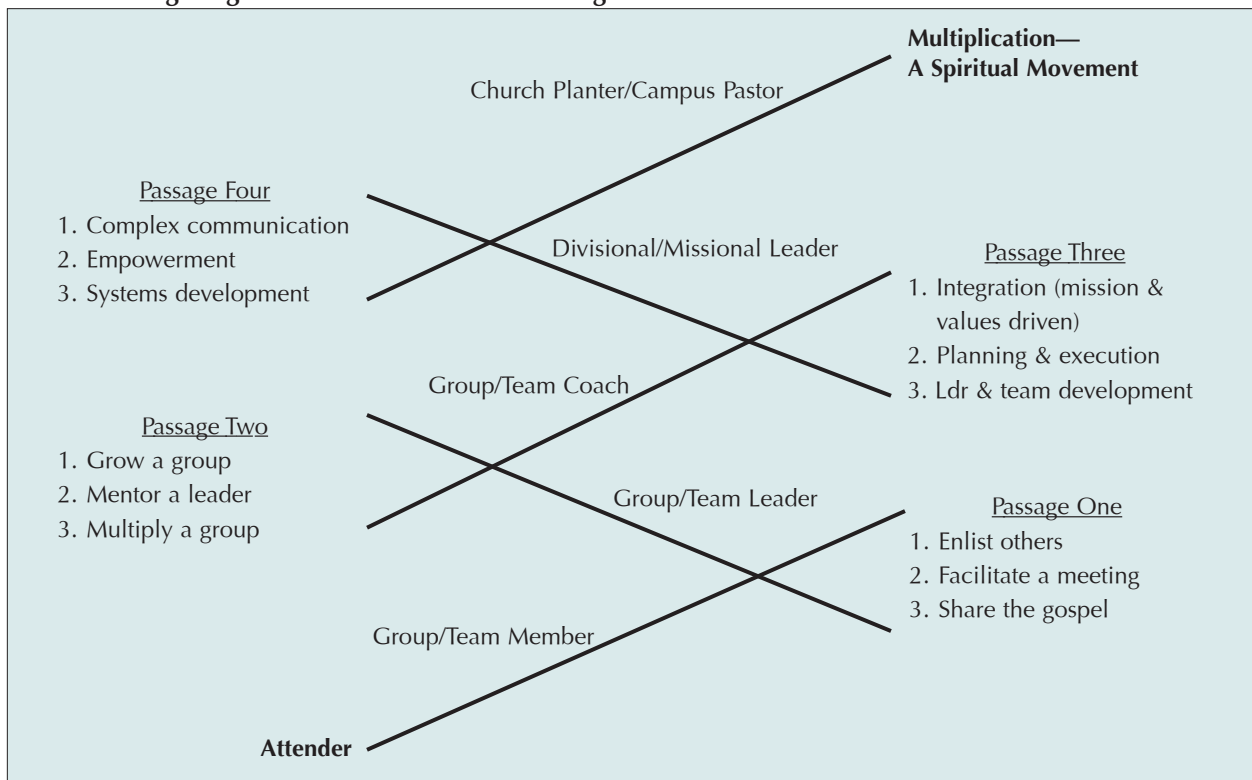 Multiplication—
A Spiritual Movement
Church Planter/Campus Pastor
Passage Four
1. Complex communication
2. Empowerment
3. Systems development
Divisional/Missional Leader
Passage Three
1. Integration (mission &
values driven)
2. Planning & execution
3. Ldr & team development
Group/Team Coach
Passage Two
1. Grow a group
2. Mentor a leader
3. Multiply a group
Group/Team Leader
Passage One
1. Enlist others
2. Facilitate a meeting
3. Share the gospel
Group/Team Member
Attender